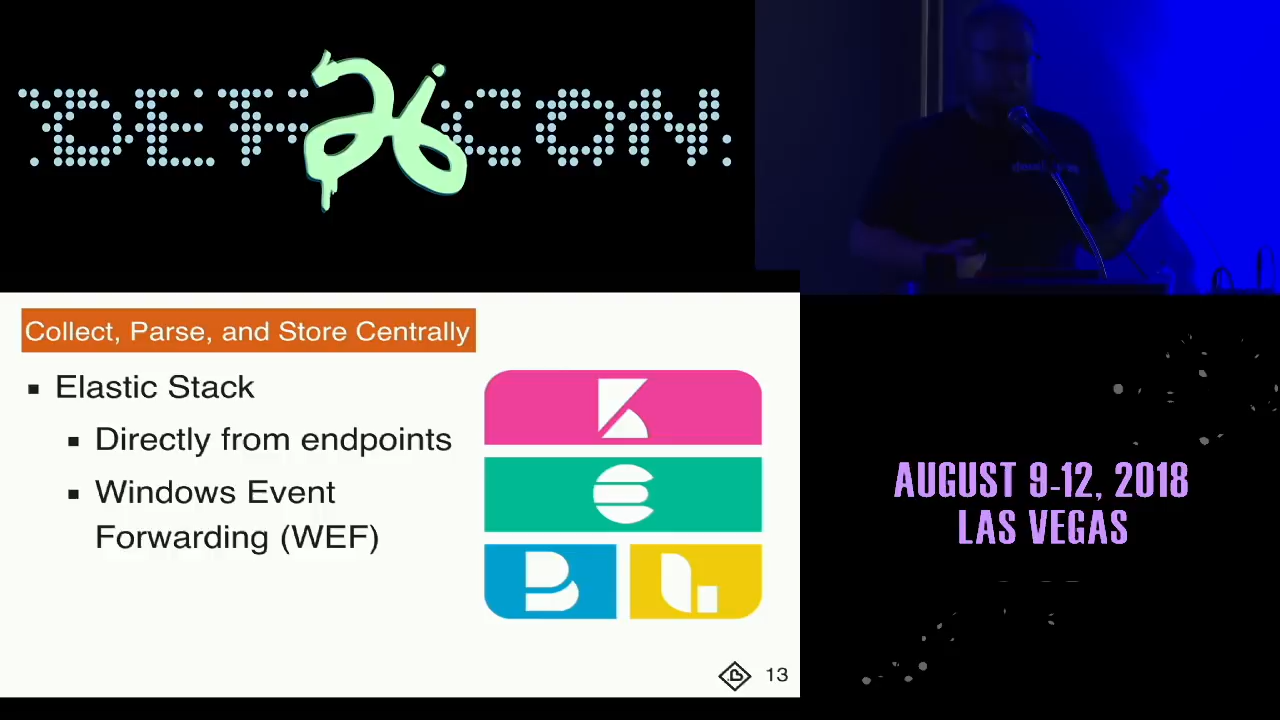 DEF 26 CON
Collect, Parse, and Store Centrally
Elastic Stack
Directly from endpoints
Windows Event
Forwarding (WEF)
13
AUGUST 9-12, 2018
LAS VEGAS